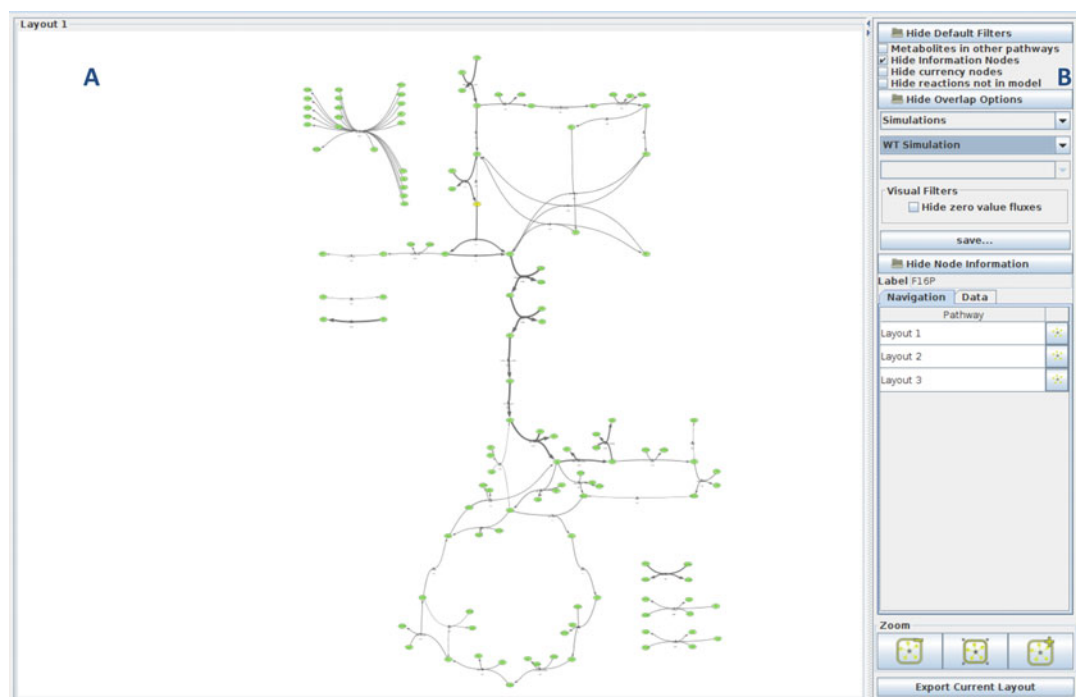 Layout 1
A
B
Hide Default Filters
Metabolites in other pathways
Hide Information Nodes
Hide currency nodes
Hide reactions not in model
Hide Overlap Options
Simulations
WT Simulation
Visual Filters
Hide zero value fluxes
save...
Hide Node Information
Label F16P
Navigation Data
Pathway
Layout 1
Layout 2
Layout 3
Zoom
Export Current Layout